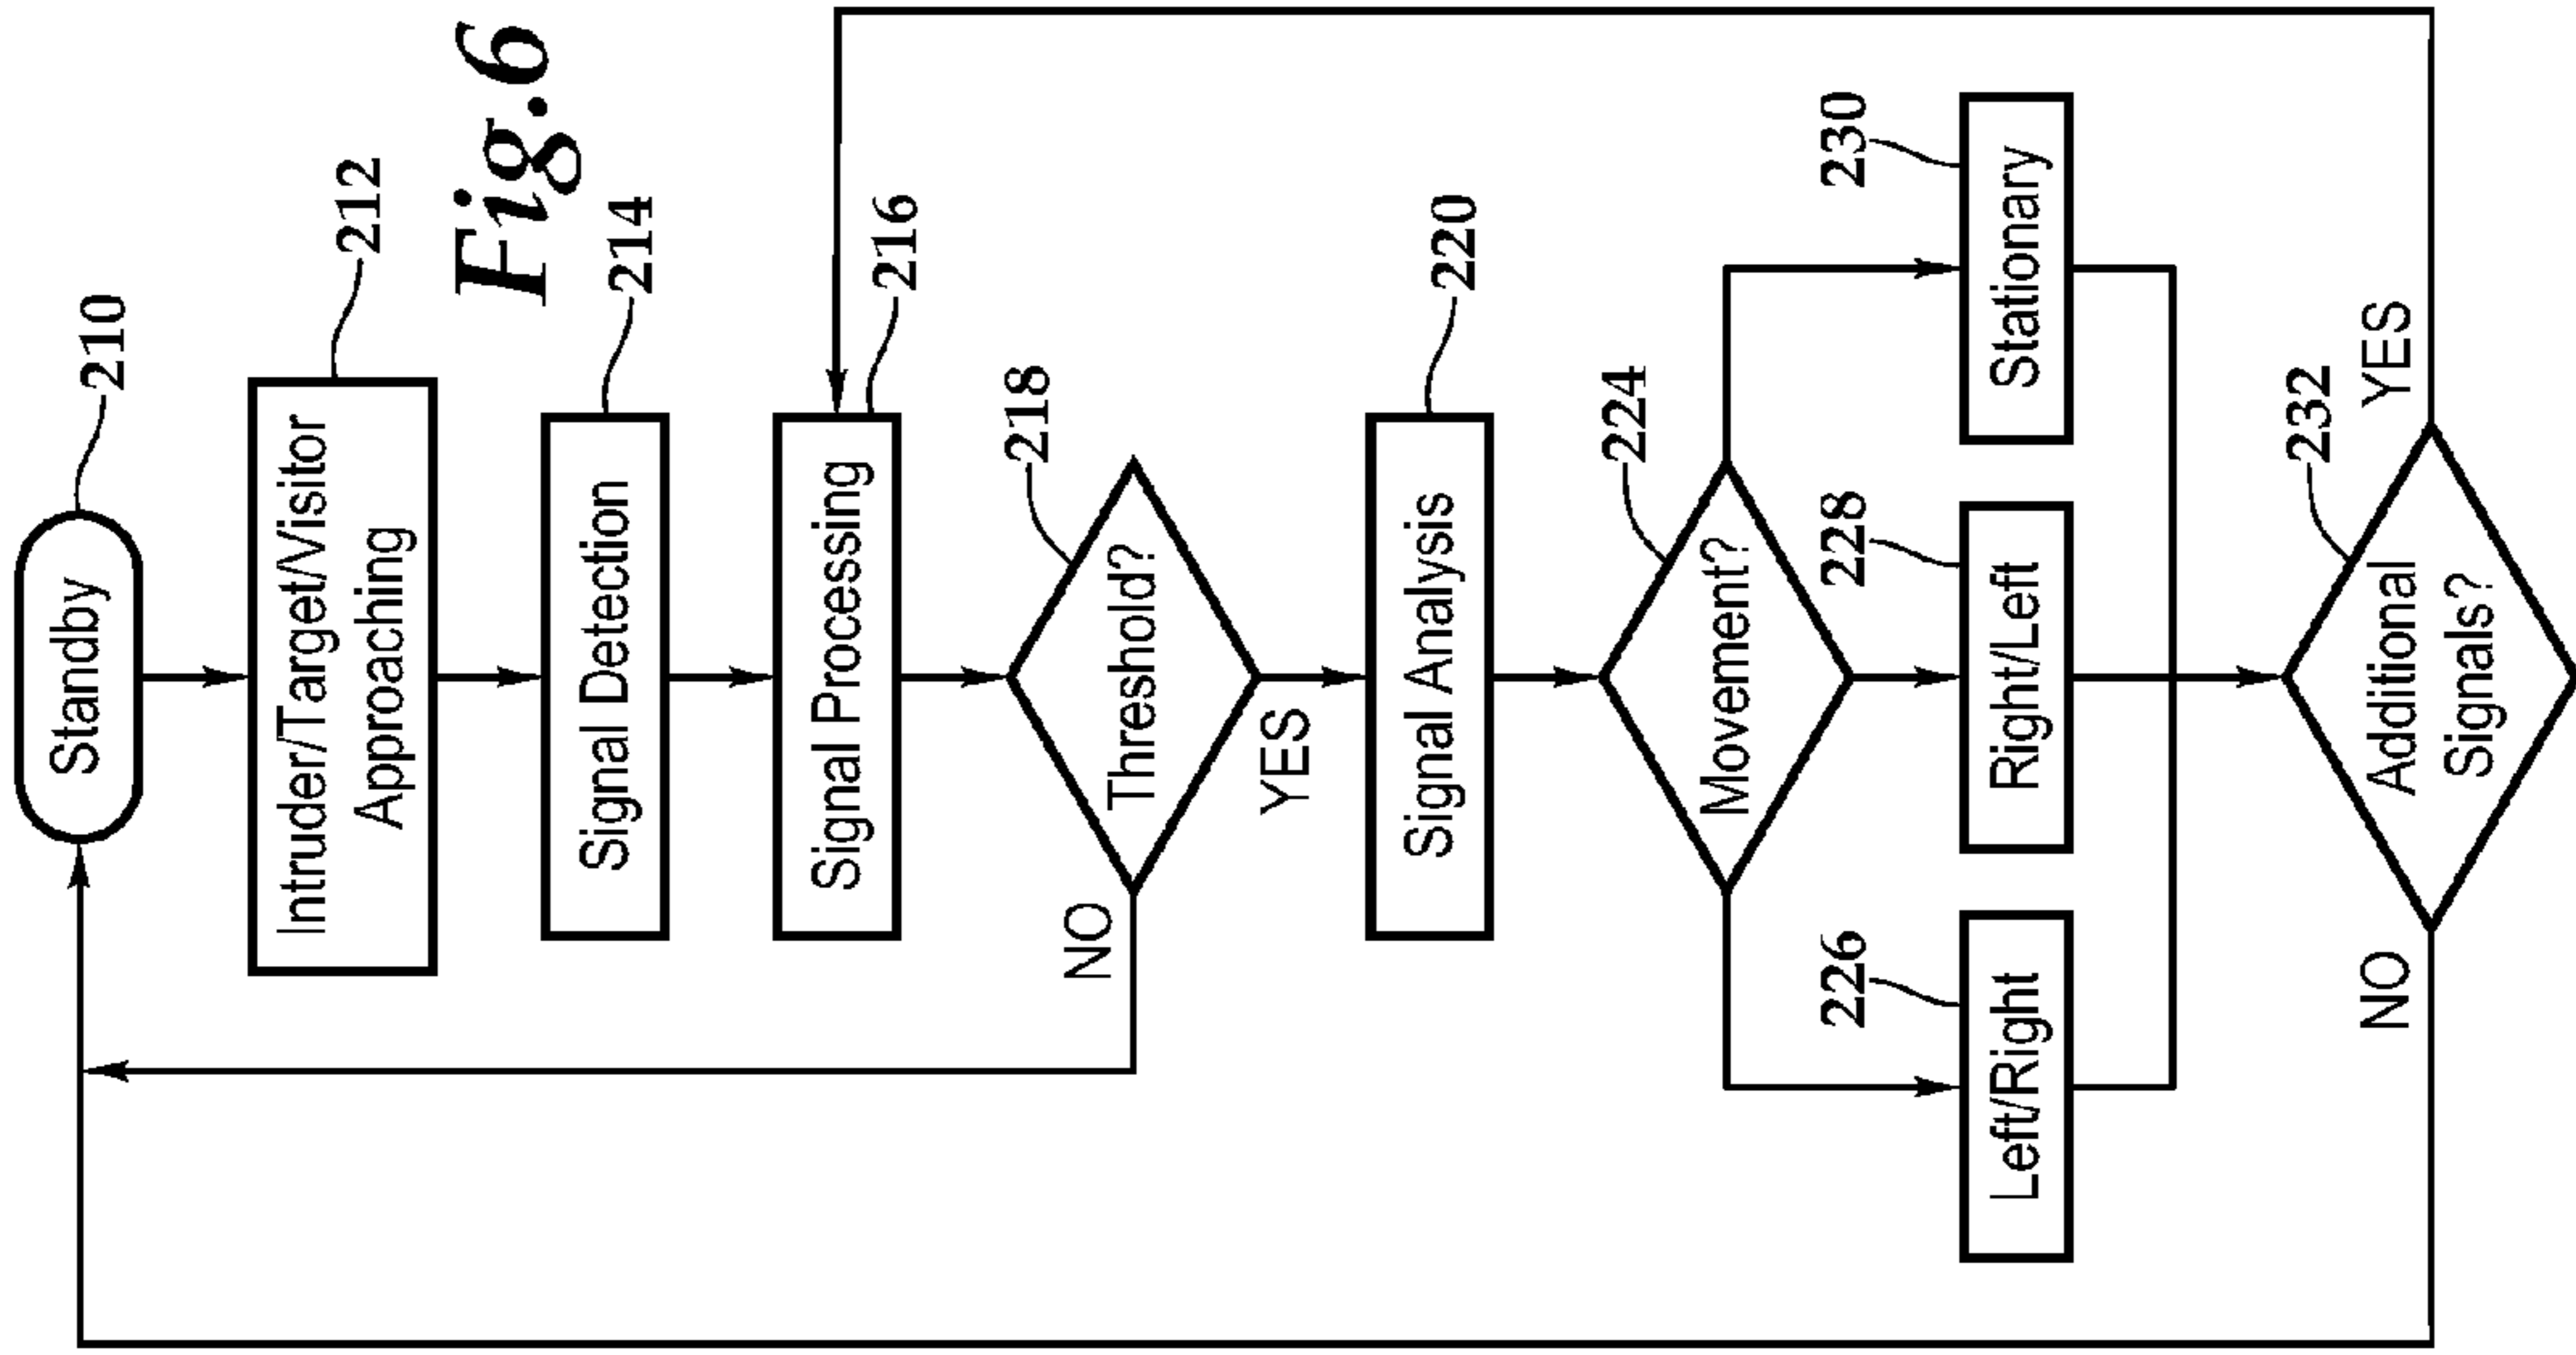 Fig.6
Standby
210
Intruder/Target/Visitor
Approaching
212
Signal Detection
214
Signal Processing
216
Threshold?
218
NO
YES
Signal Analysis
220
Movement?
224
Left/Right
226
Right/Left
228
Stationary
230
Additional
Signals?
232
NO
YES